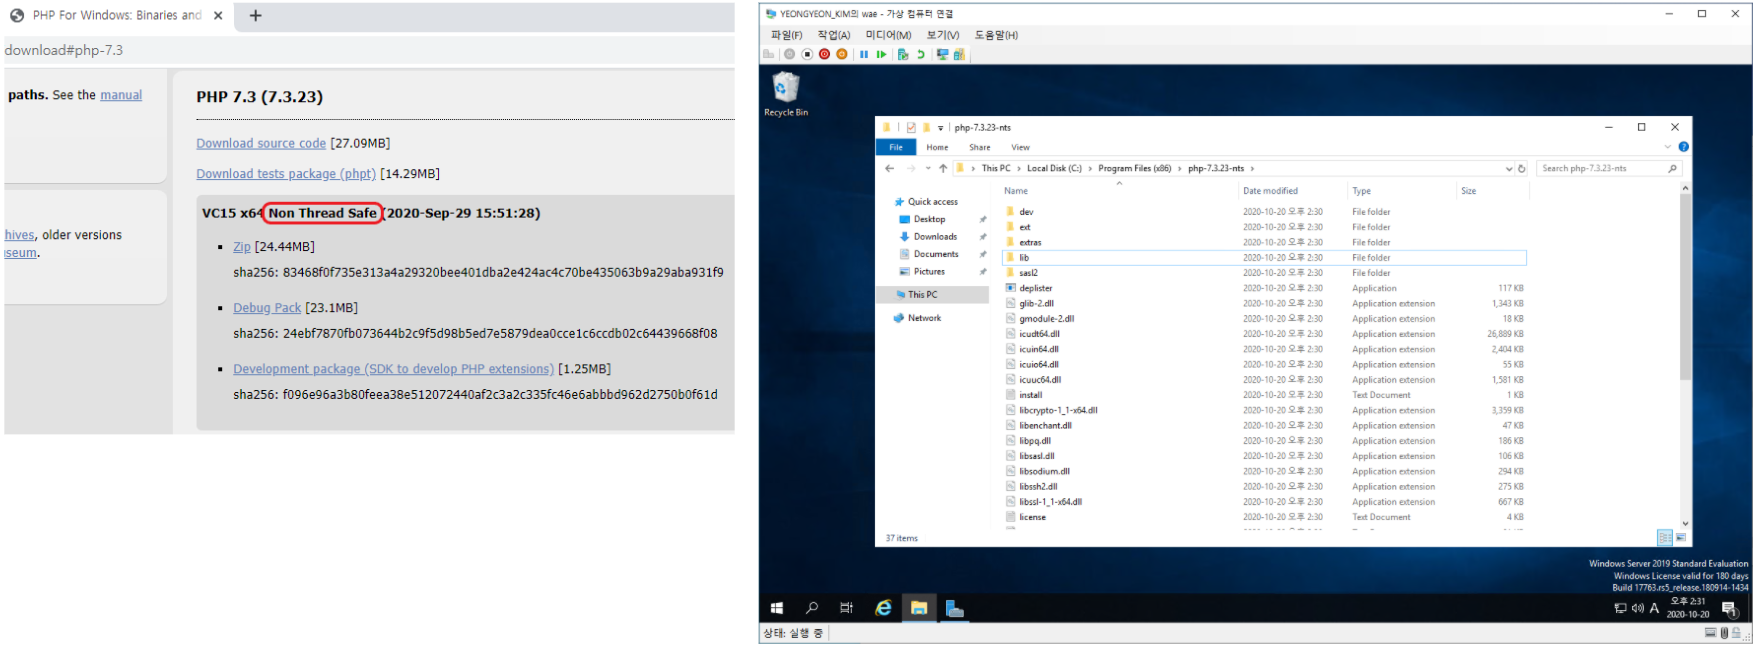 PHP For Windows: Binaries and
download#php-7.3
paths. See the manual
hives, older versions
useum.
PHP 7.3 (7.3.23)
Download source code [27.09MB]
Download tests package (phpt) [14.29MB]
VC15 x64 Non Thread Safe (2020-Sep-29 15:51:28)
Zip [24.44MB]
sha256: 83468f0f735e313a4a29320bee401dba2e424ac4c70be435063b9a29aba931f9
Debug Pack [23.1MB]
sha256: 24ebf7870fb073644b2c9f5d98b5ed7e5879dea0cce1c6ccdb02c64439668f08
Development package (SDK to develop PHP extensions) [1.25MB]
sha256: f096e96a3b80feea38e512072440af2c3a2c335fc46e6abbbd962d2750b0f61d
YEONGYEON_KIM의 wae - 가상 컴퓨터 연결
파일(F) 작업(A) 미디어(M) 보기(V) 도움말(H)
Recycle Bin
php-7.3.23-nts
File Home Share View
This PC > Local Disk (C:) > Program Files (x86) > php-7.3.23-nts >
Search php-7.3.23-nts
Quick access
Desktop
Downloads
Documents
Pictures
This PC
Network
Name Date modified Type Size
dev 2020-10-20 오후 2:30 File folder
ext 2020-10-20 오후 2:30 File folder
extras 2020-10-20 오후 2:30 File folder
lib 2020-10-20 오후 2:30 File folder
sasl2 2020-10-20 오후 2:30 File folder
deplister 2020-10-20 오후 2:30 Application 117 KB
glib-2.dll 2020-10-20 오후 2:30 Application extension 1,343 KB
gmodule-2.dll 2020-10-20 오후 2:30 Application extension 18 KB
icudt64.dll 2020-10-20 오후 2:30 Application extension 26,889 KB
icuin64.dll 2020-10-20 오후 2:30 Application extension 2,404 KB
icuio64.dll 2020-10-20 오후 2:30 Application extension 55 KB
icuuc64.dll 2020-10-20 오후 2:30 Application extension 1,581 KB
install 2020-10-20 오후 2:30 Text Document 1 KB
libcrypto-1_1-x64.dll 2020-10-20 오후 2:30 Application extension 3,359 KB
libenchant.dll 2020-10-20 오후 2:30 Application extension 47 KB
libpq.dll 2020-10-20 오후 2:30 Application extension 186 KB
libsasl.dll 2020-10-20 오후 2:30 Application extension 106 KB
libsodium.dll 2020-10-20 오후 2:30 Application extension 294 KB
libssh2.dll 2020-10-20 오후 2:30 Application extension 275 KB
libssl-1_1-x64.dll 2020-10-20 오후 2:30 Application extension 667 KB
license 2020-10-20 오후 2:30 Text Document 4 KB
37 items
Windows Server 2019 Standard Evaluation
Windows License valid for 180 days
Build 17763.rs5_release.180914-1434
A 오후 2:31
2020-10-20
상태: 실행 중